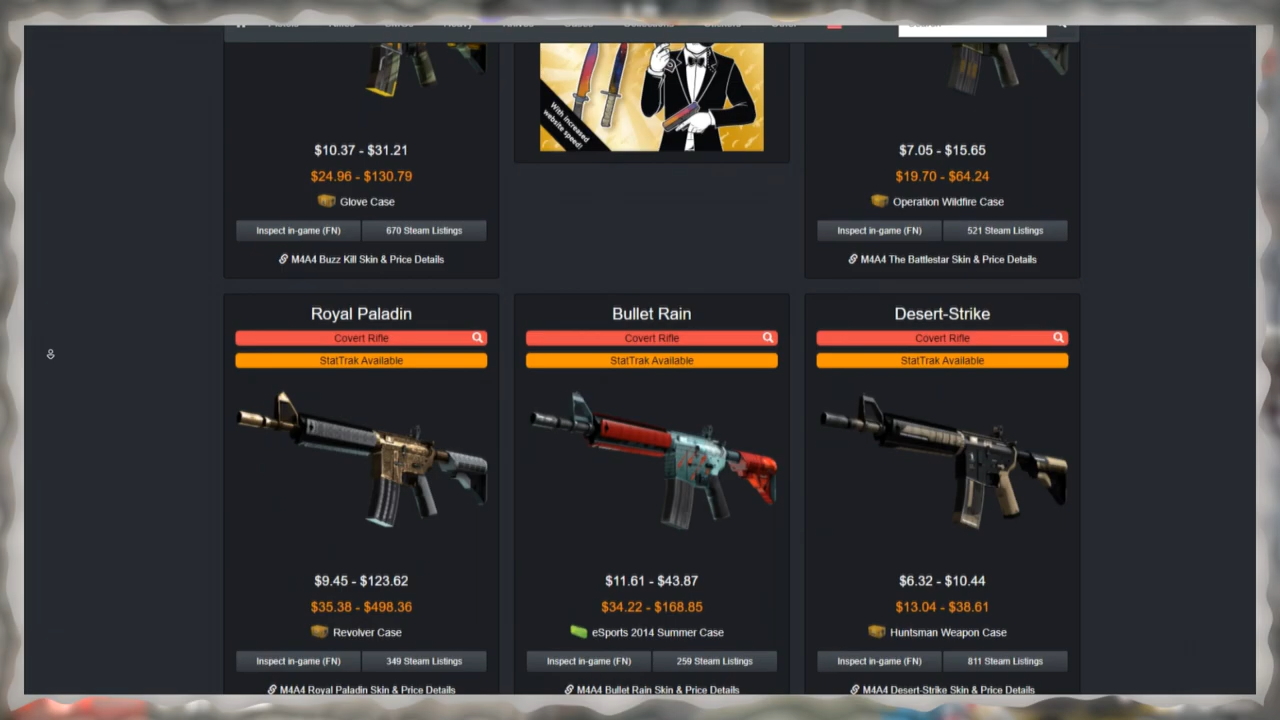 With increased
website speed!
$10.37 - $31.21
$24.96 - $130.79
Glove Case
Inspect in-game (FN)
670 Steam Listings
M4A4 Buzz Kill Skin & Price Details
$7.05 - $15.65
$19.70 - $64.24
Operation Wildfire Case
Inspect in-game (FN)
521 Steam Listings
M4A4 The Battlestar Skin & Price Details
Royal Paladin
Covert Rifle
StatTrak Available
$9.45 - $123.62
$35.38 - $498.36
Revolver Case
Inspect in-game (FN)
349 Steam Listings
M4A4 Royal Paladin Skin & Price Details
Bullet Rain
Covert Rifle
StatTrak Available
$11.61 - $43.87
$34.22 - $168.85
eSports 2014 Summer Case
Inspect in-game (FN)
259 Steam Listings
M4A4 Bullet Rain Skin & Price Details
Desert-Strike
Covert Rifle
StatTrak Available
$6.32 - $10.44
$13.04 - $38.61
Huntsman Weapon Case
Inspect in-game (FN)
811 Steam Listings
M4A4 Desert-Strike Skin & Price Details